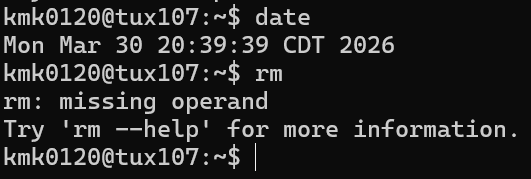 kmk0120@tux107:~$ date
Mon Mar 30 20:39:39 CDT 2026
kmk0120@tux107:~$ rm
rm: missing operand
Try 'rm --help' for more information.
kmk0120@tux107:~$